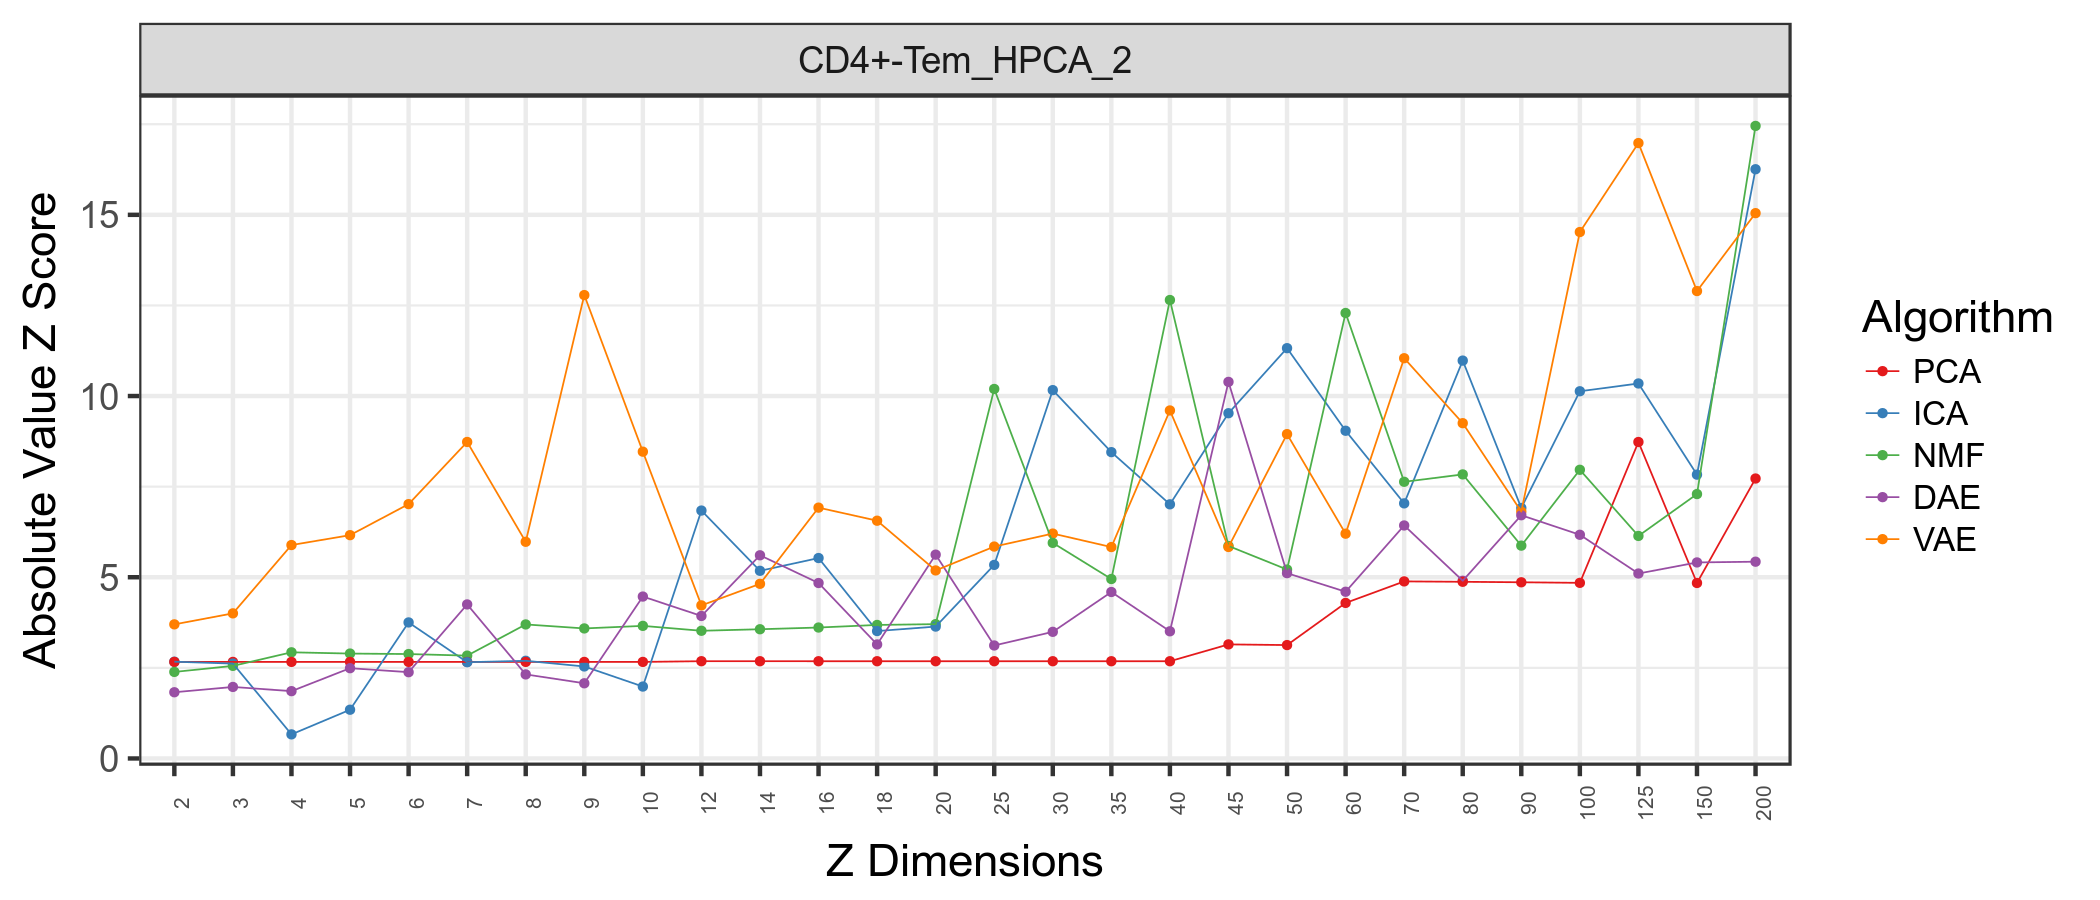 CD4+-Tem_HPCA_2
Absolute Value Z Score
15
10
5
0
2 3 4 5 6 7 8 9 10 12 14 16 18 20 25 30 35 40 45 50 60 70 80 90 100 125 150 200
Z Dimensions
Algorithm
PCA
ICA
NMF
DAE
VAE